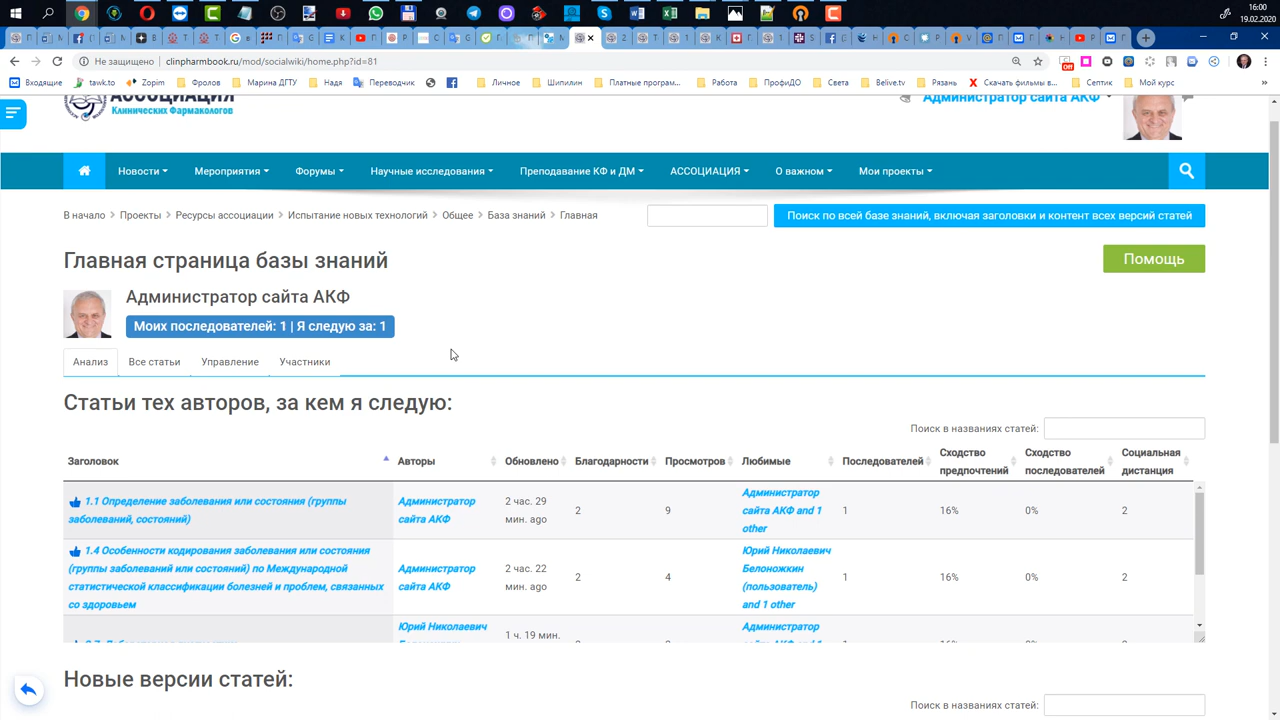 16:00
19.02.2020
Не защищено
clinpharmbook.ru/mod/socialwiki/home.php?id=81
Входящие
tawk.to
Zopim
Фролов
Марина ДГТУ
Надя
Переводчик
Личное
Шипилин
Платные програм...
Работа
ПрофиДО
Света
Belive.tv
Рязань
Скачать фильмы в...
Септик
Мой курс
АССОЦИАЦИЯ
Клинических Фармакологов
Администратор сайта АКФ
Новости
Мероприятия
Форумы
Научные исследования
Преподавание КФ и ДМ
АССОЦИАЦИЯ
О важном
Мои проекты
В начало > Проекты > Ресурсы ассоциации > Испытание новых технологий > Общее > База знаний > Главная
Поиск по всей базе знаний, включая заголовки и контент всех версий статей
Главная страница базы знаний
Помощь
Администратор сайта АКФ
Моих последователей: 1 | Я следую за: 1
Анализ
Все статьи
Управление
Участники
Статьи тех авторов, за кем я следую:
Поиск в названиях статей:
Заголовок
Авторы
Обновлено
Благодарности
Просмотров
Любимые
Последователей
Сходство
предпочтений
Сходство
последователей
Социальная
дистанция
1.1 Определение заболевания или состояния (группы
заболеваний, состояний)
Администратор
сайта АКФ
2 час. 29
мин. ago
2
9
Администратор
сайта АКФ and 1
other
1
16%
0%
2
1.4 Особенности кодирования заболевания или состояния
(группы заболеваний или состояний) по Международной
статистической классификации болезней и проблем, связанных
со здоровьем
Администратор
сайта АКФ
2 час. 22
мин. ago
2
4
Юрий Николаевич
Белоножкин
(пользователь)
and 1 other
1
16%
0%
2
Юрий Николаевич
1 ч. 19 мин.
Администратор
Новые версии статей:
Поиск в названиях статей: